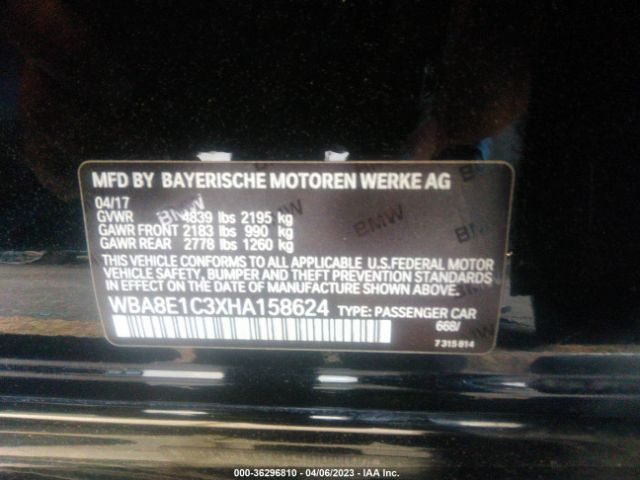 MFD BY BAYERISCHE MOTOREN WERKE AG
04/17
GVWR 4839 lbs 2195 kg
GAWR FRONT 2183 lbs 990 kg
GAWR REAR 2778 lbs 1260 kg
THIS VEHICLE CONFORMS TO ALL APPLICABLE U.S.FEDERAL MOTOR
VEHICLE SAFETY, BUMPER AND THEFT PREVENTION STANDARDS
IN EFFECT ON THE DATE OF MANUFACTURE SHOWN ABOVE.
WBA8E1C3XHA158624 TYPE: PASSENGER CAR
668/
7 315 814
BMW
BMW
BMW
000-36296810 - 04/06/2023 - IAA Inc.